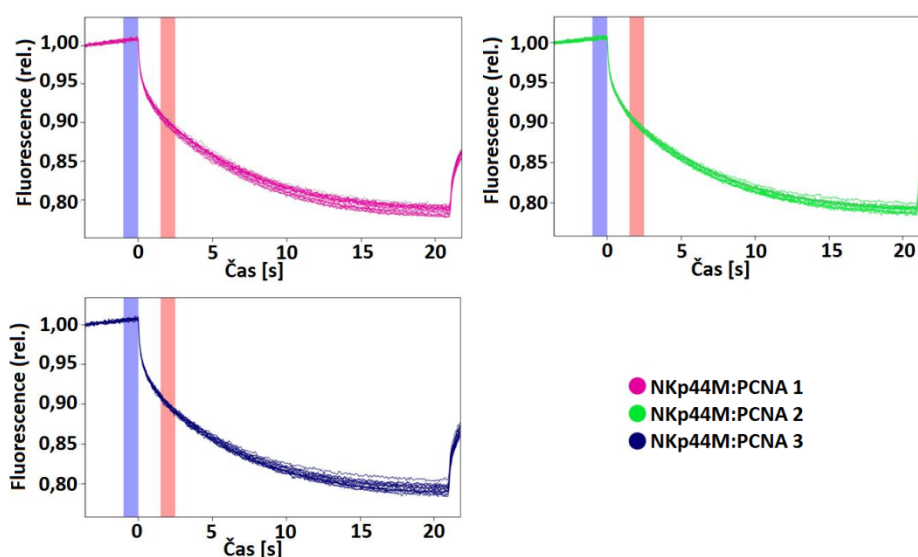 Fluorescence (rel.)
1,00
0,95
0,90
0,85
0,80
0 5 10 15 20
Čas [s]
Fluorescence (rel.)
1,00
0,95
0,90
0,85
0,80
0 5 10 15 20
Čas [s]
Fluorescence (rel.)
1,00
0,95
0,90
0,85
0,80
0 5 10 15 20
Čas [s]
NKp44M:PCNA 1
NKp44M:PCNA 2
NKp44M:PCNA 3